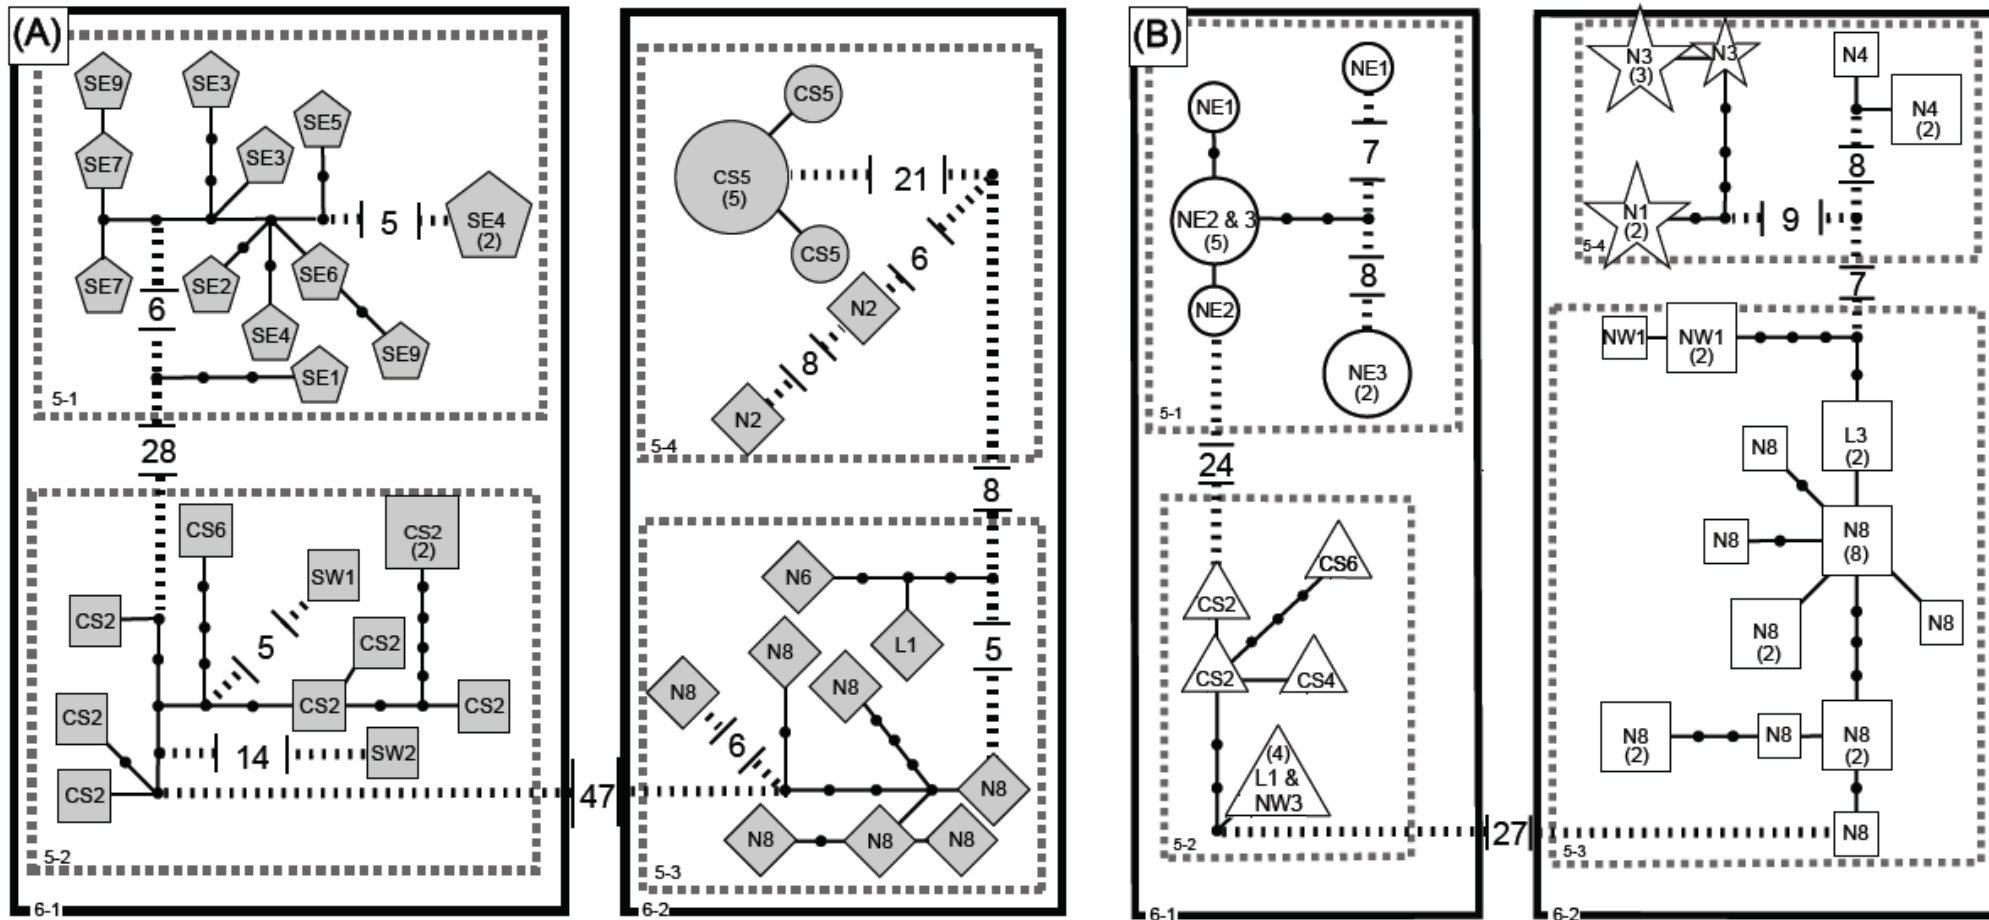 (A)
SE9
SE3
SE5
SE3
SE7
SE4
(2)
5
SE7
SE2
SE6
6
SE4
SE9
SE1
5-1
28
CS6
CS2
(2)
SW1
CS2
5
CS2
CS2
CS2
CS2
14
SW2
CS2
5-2
6-1
47
CS5
CS5
(5)
21
CS5
6
N2
8
N2
5-4
8
N6
L1
N8
5
N8
N8
6
N8
N8
N8
N8
5-3
6-2
(B)
NE1
NE1
7
NE2 & 3
(5)
8
NE2
NE3
(2)
5-1
24
CS6
CS2
CS2
CS4
(4)
L1 &
NW3
5-2
6-1
27
N3
(3)
N3
N4
N4
(2)
8
N1
(2)
9
5-4
7
NW1
NW1
(2)
L3
(2)
N8
N8
N8
(8)
N8
(2)
N8
N8
(2)
N8
N8
(2)
N8
5-3
6-2